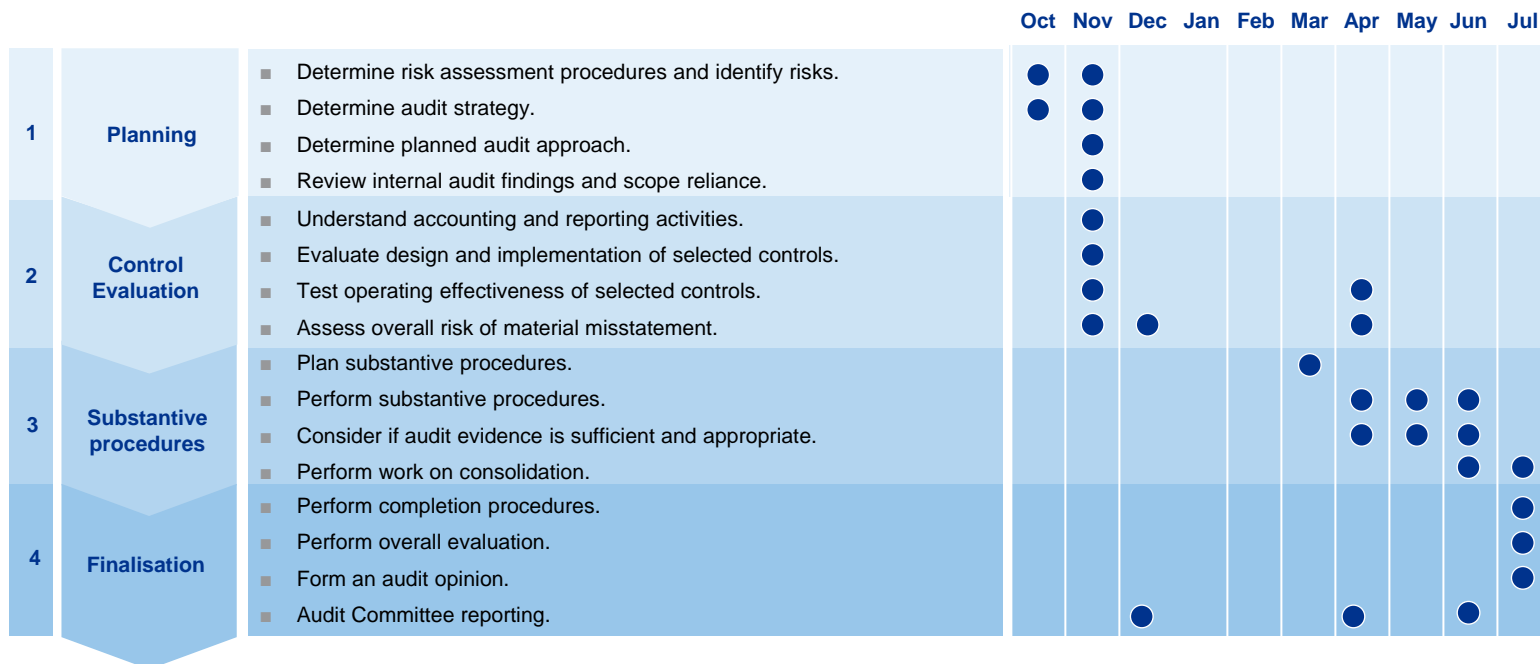 Oct Nov Dec Jan Feb Mar Apr May Jun Jul
1
Planning
■ Determine risk assessment procedures and identify risks.
■ Determine audit strategy.
■ Determine planned audit approach.
■ Review internal audit findings and scope reliance.
2
Control
Evaluation
■ Understand accounting and reporting activities.
■ Evaluate design and implementation of selected controls.
■ Test operating effectiveness of selected controls.
■ Assess overall risk of material misstatement.
3
Substantive
procedures
■ Plan substantive procedures.
■ Perform substantive procedures.
■ Consider if audit evidence is sufficient and appropriate.
■ Perform work on consolidation.
4
Finalisation
■ Perform completion procedures.
■ Perform overall evaluation.
■ Form an audit opinion.
■ Audit Committee reporting.